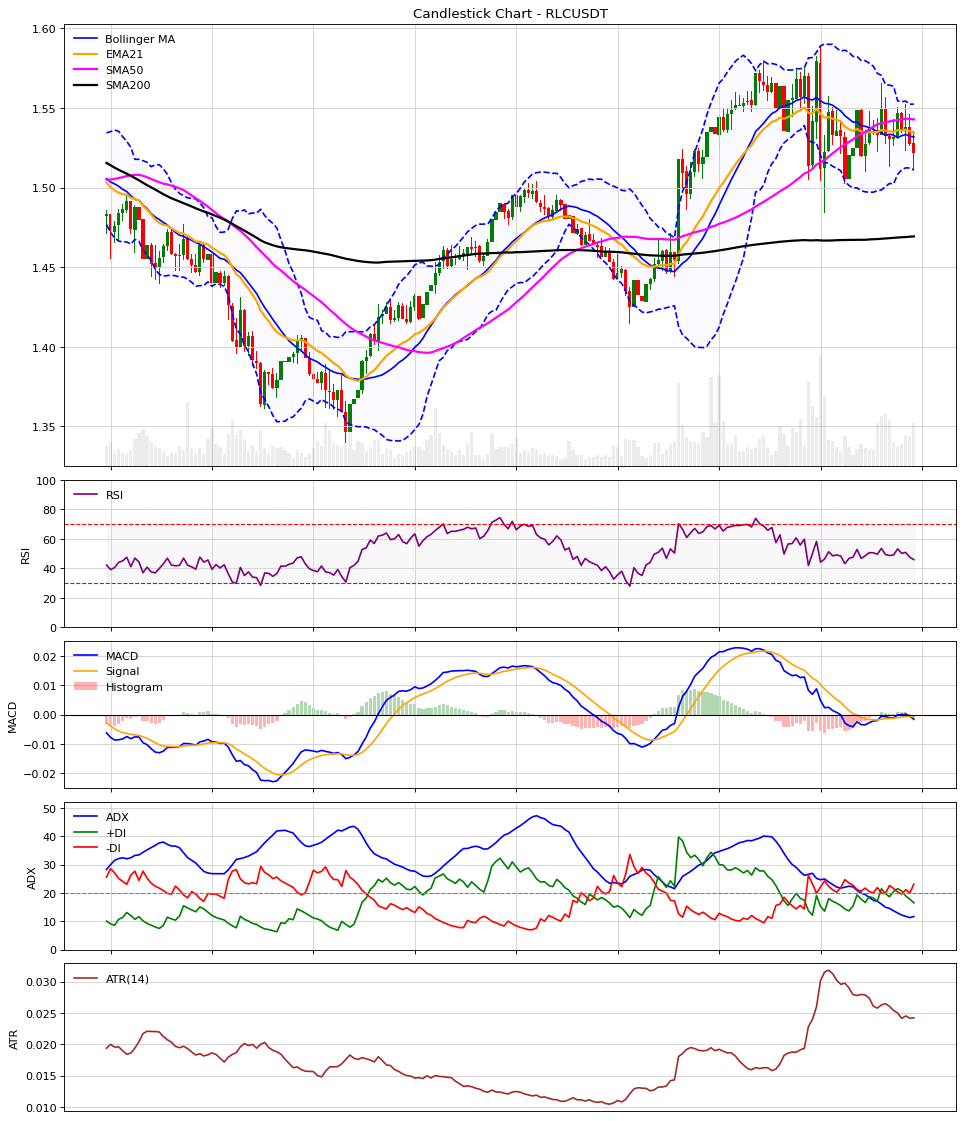 Candlestick Chart - RLCUSDT
1.60
1.55
1.50
1.45
1.40
1.35
Bollinger MA
EMA21
SMA50
SMA200
100
80
60
40
20
0
RSI
RSI
0.02
0.01
0.00
−0.01
−0.02
MACD
MACD
Signal
Histogram
50
40
30
20
10
0
ADX
ADX
+DI
-DI
0.030
0.025
0.020
0.015
0.010
ATR
ATR(14)